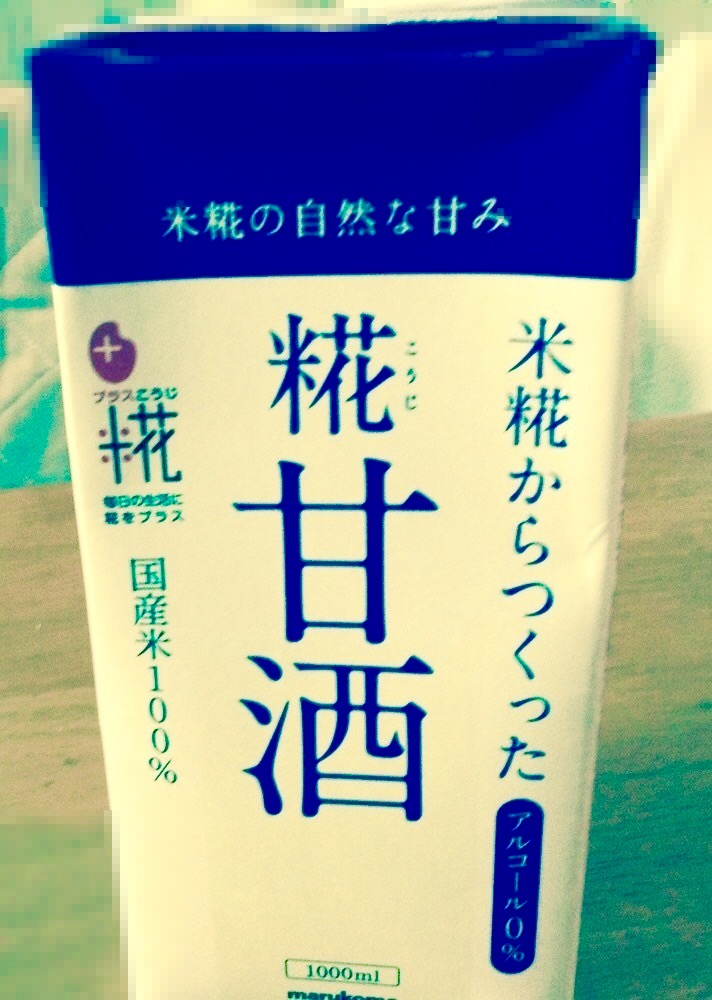 米糀の自然な甘み
米糀からつくった
アルコール0%
糀
こうじ
甘酒
プラスこうじ
糀
毎日の生活に
糀をプラス
国産米100%
1000ml